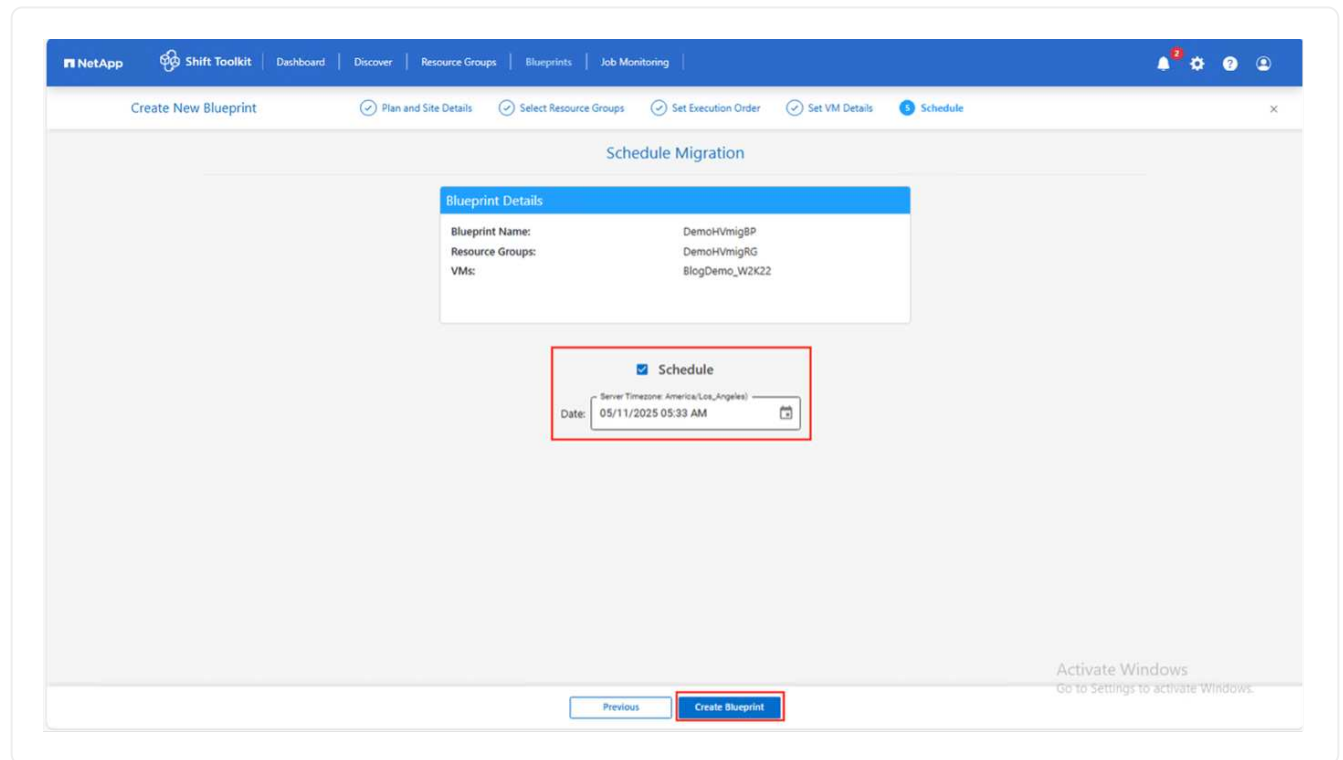 NetApp Shift Toolkit Dashboard Discover Resource Groups Blueprints Job Monitoring 2 ?
Create New Blueprint Plan and Site Details Select Resource Groups Set Execution Order Set VM Details 5 Schedule ×
Schedule Migration
Blueprint Details
Blueprint Name: DemoHVmigBP
Resource Groups: DemoHVmigRG
VMs: BlogDemo_W2K22
Schedule
Server Timezone: America/Los_Angeles)
Date: 05/11/2025 05:33 AM
Activate Windows
Go to Settings to activate Windows.
Previous Create Blueprint